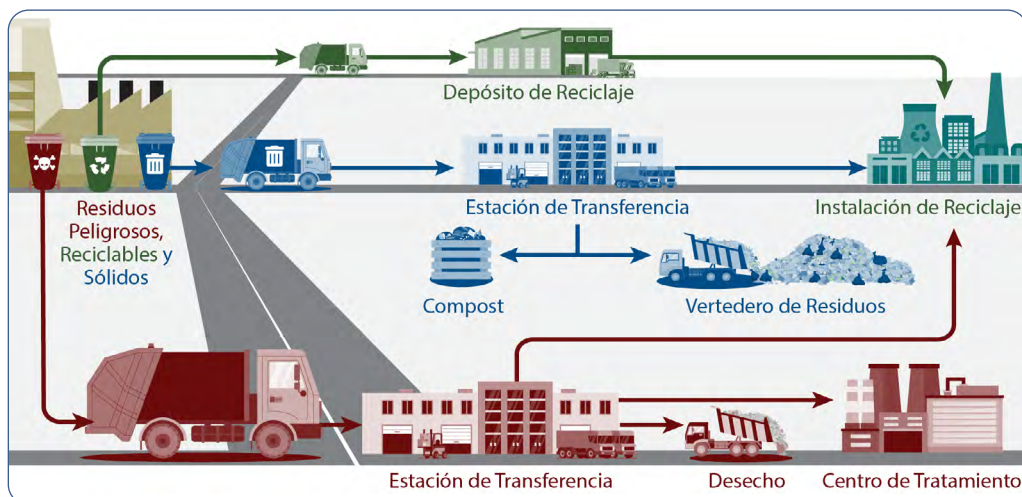 Depósito de Reciclaje
Residuos
Peligrosos,
Reciclables y
Sólidos
Estación de Transferencia
Instalación de Reciclaje
Compost
Vertedero de Residuos
Estación de Transferencia
Desecho
Centro de Tratamiento